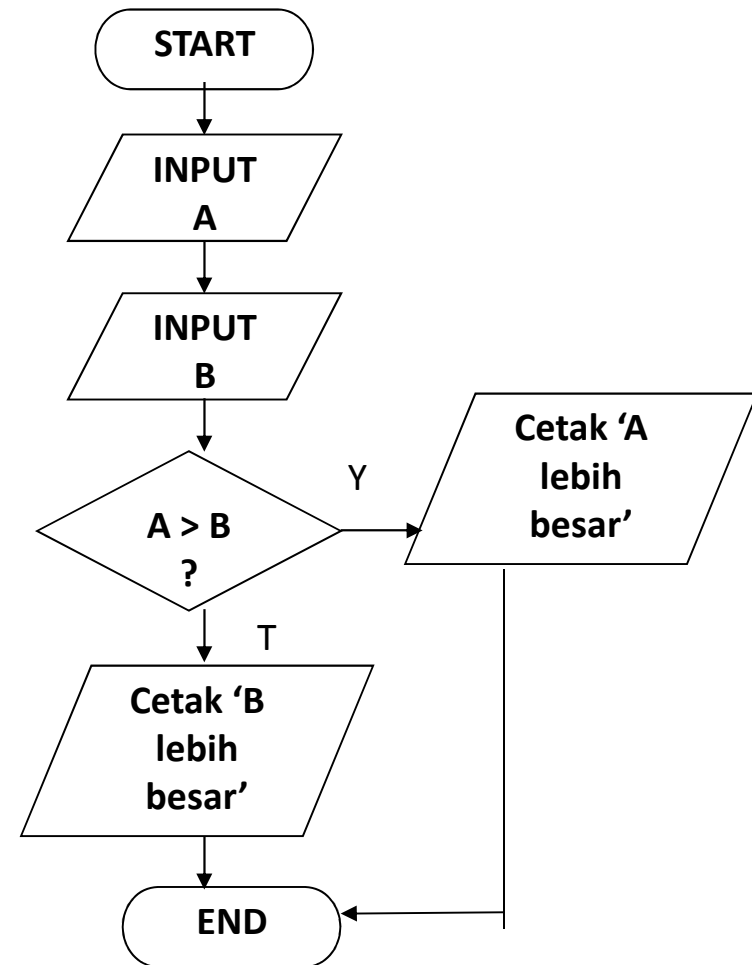 START
INPUT
A
INPUT
B
A > B
?
Y
Cetak ‘A
lebih
besar’
T
Cetak ‘B
lebih
besar’
END